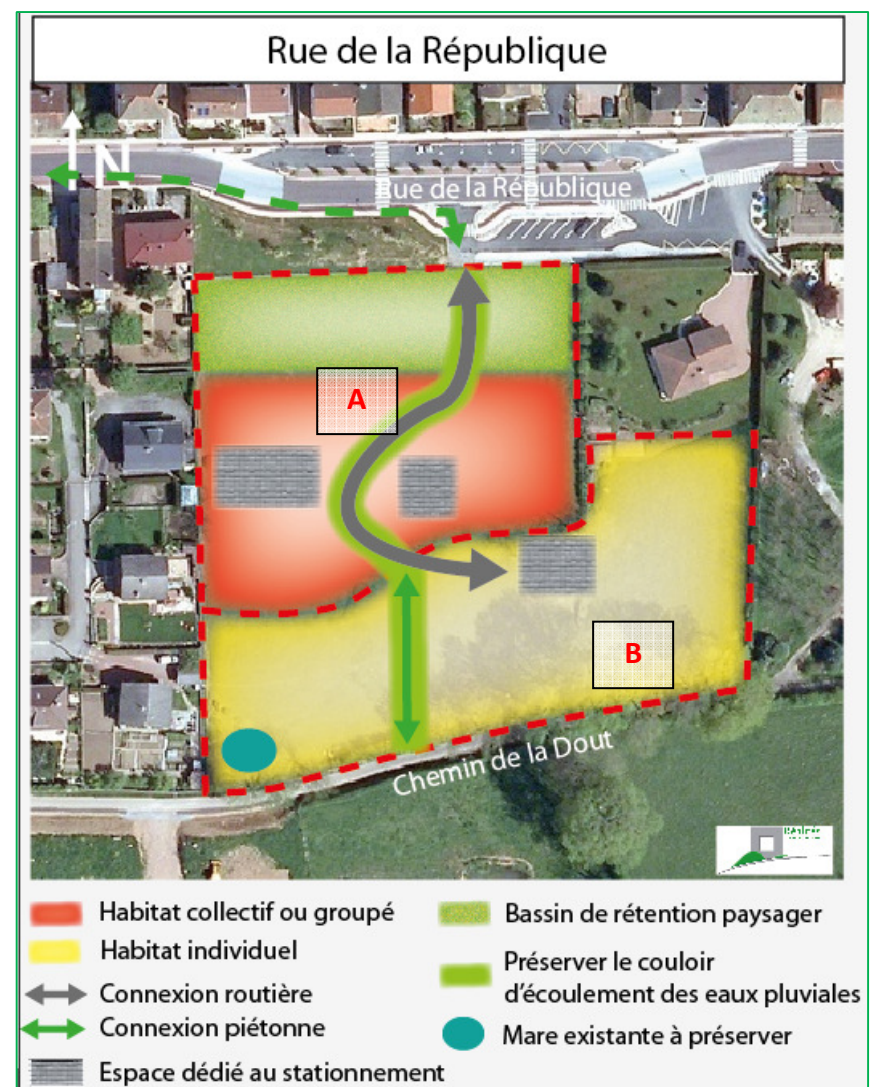 Rue de la République
N
Rue de la République
A
B
Chemin de la Dout
Habitat collectif ou groupé
Habitat individuel
Connexion routière
Connexion piétonne
Espace dédié au stationnement
Bassin de rétention paysager
Préserver le couloir
d'écoulement des eaux pluviales
Mare existante à préserver